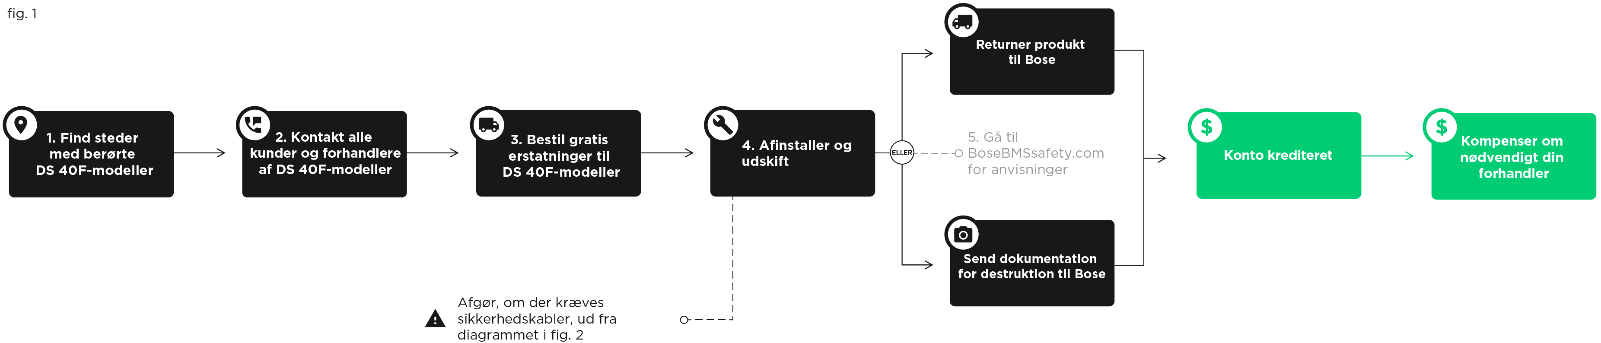 fig. 1
1. Find steder
med berørte
DS 40F-modeller
2. Kontakt alle
kunder og forhandlere
af DS 40F-modeller
3. Bestil gratis
erstatninger til
DS 40F-modeller
4. Afinstaller og
udskift
Afgør, om der kræves
sikkerhedskabler, ud fra
diagrammet i fig. 2
ELLER
Returner produkt
til Bose
5. Gå til
BoseBMSsafety.com
for anvisninger
Send dokumentation
for destruktion til Bose
$
Konto krediteret
$
Kompenser om
nødvendigt din
forhandler